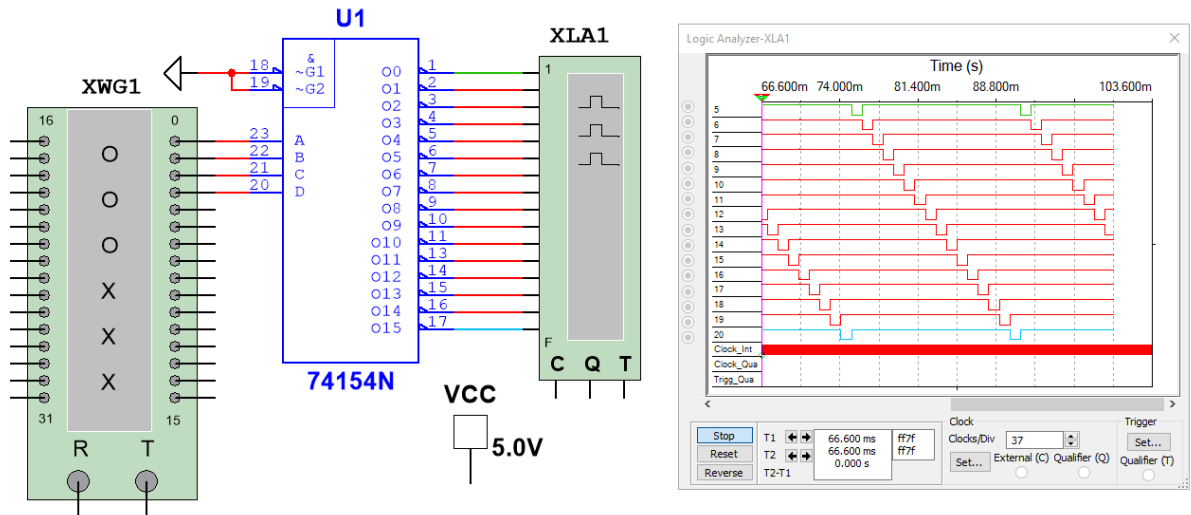 U1
XLA1
XWG1
&
18 ~G1
19 ~G2
23 A
22 B
21 C
20 D
O0 1
O1 2
O2 3
O3 4
O4 5
O5 6
O6 7
O7 8
O8 9
O9 10
O10 11
O11 13
O12 14
O13 15
O14 16
O15 17
74154N
16 0
O
O
O
X
X
X
31 15
R T
1
F
C Q T
VCC
5.0V
Logic Analyzer-XLA1
Time (s)
66.600m 74.000m 81.400m 88.800m 103.600m
5
6
7
8
9
10
11
12
13
14
15
16
17
18
19
20
Clock_Int
Clock_Qua
Trigg_Qua
Stop
Reset
Reverse
T1 66.600 ms ff7f
T2 66.600 ms ff7f
T2-T1 0.000 s
Clock
Clocks/Div 37
Set...
External (C) Qualifier (Q)
Trigger
Set...
Qualifier (T)